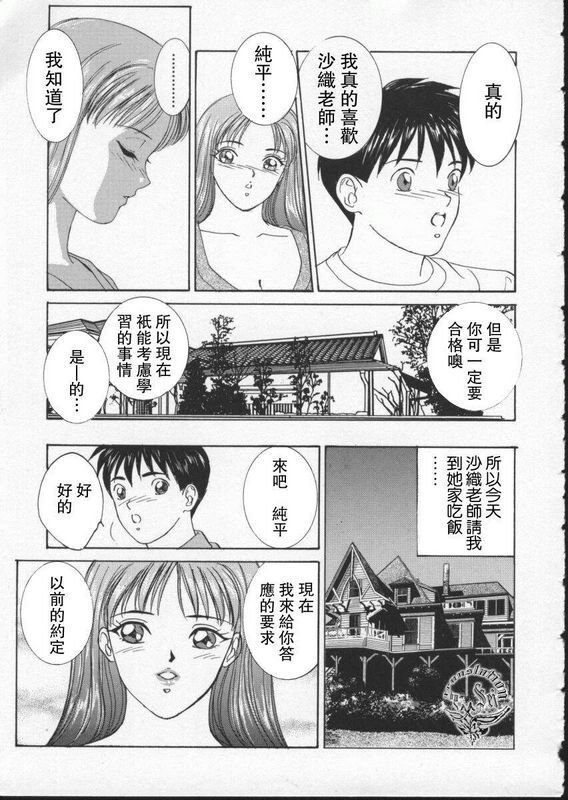 真的
我真的喜歡
沙織老師…
純平……
………
我知道了
但是
你可一定要
合格噢
所以現在
衹能考慮學
習的事情
是—的…
所以今天
沙織老師請我
到她家吃飯
……
來吧 純平
好
好的
現在
我來給你答
應的要求
以前的約定